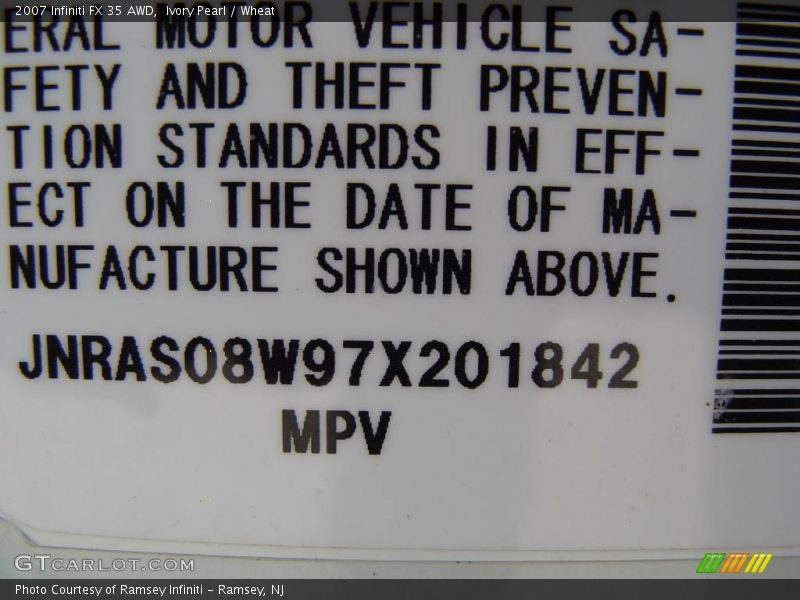 2007 Infiniti FX 35 AWD,  Ivory Pearl / Wheat
ERAL MOTOR VEHICLE SA-
FETY AND THEFT PREVEN-
TION STANDARDS IN EFF-
ECT ON THE DATE OF MA-
NUFACTURE SHOWN ABOVE.
JNRAS08W97X201842
MPV
GTCARLOT.COM
Photo Courtesy of Ramsey Infiniti - Ramsey, NJ